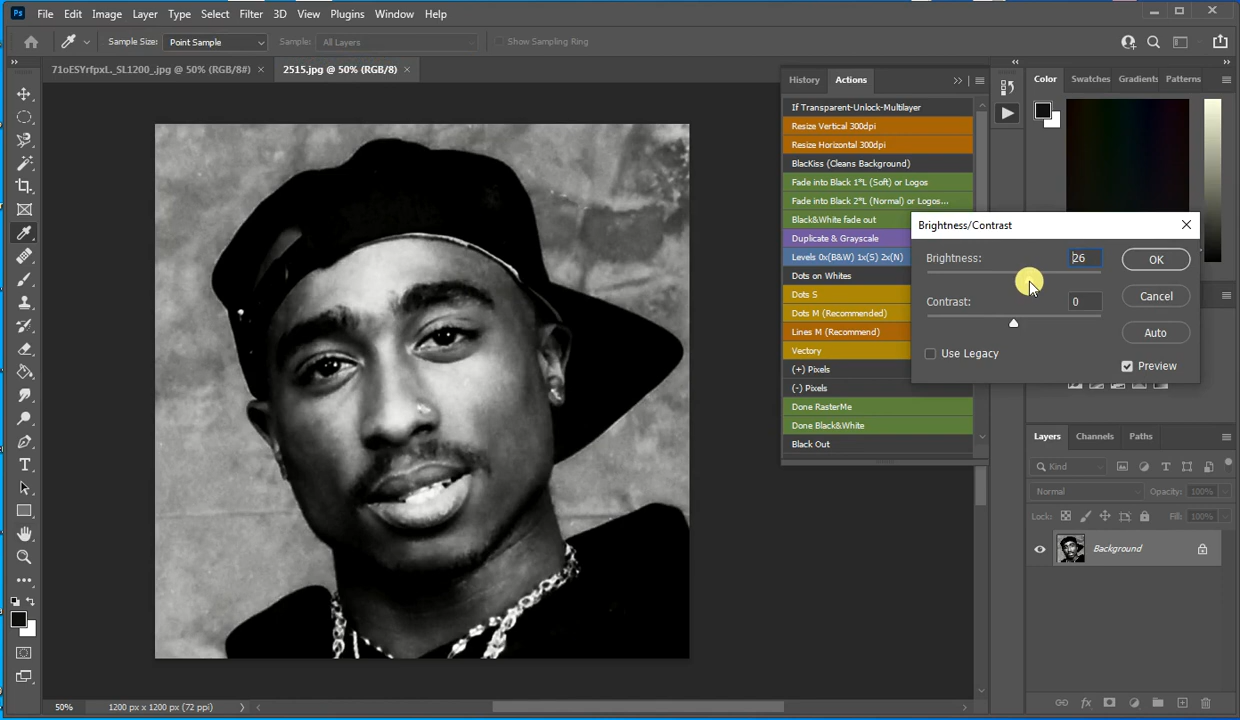 Ps File Edit Image Layer Type Select Filter 3D View Plugins Window Help
Sample Size: Point Sample Sample: All Layers Show Sampling Ring
71oESYrfpxL._SL1200_.jpg @ 50% (RGB/8#) × 2515.jpg @ 50% (RGB/8) ×
History Actions
If Transparent-Unlock-Multilayer
Resize Vertical 300dpi
Resize Horizontal 300dpi
BlacKiss (Cleans Background)
Fade into Black 1*L (Soft) or Logos
Fade into Black 2*L (Normal) or Logos...
Black&White fade out
Duplicate & Grayscale
Levels 0x(B&W) 1x(S) 2x(N)
Dots on Whites
Dots S
Dots M (Recommended)
Lines M (Recommend)
Vectory
(+) Pixels
(-) Pixels
Done RasterMe
Done Black&White
Black Out
Color Swatches Gradients Patterns
Brightness/Contrast
Brightness: 26
OK
Contrast: 0
Cancel
Auto
Use Legacy
Preview
Layers Channels Paths
Kind
Normal Opacity: 100%
Lock: Fill: 100%
Background
50% 1200 px x 1200 px (72 ppi)